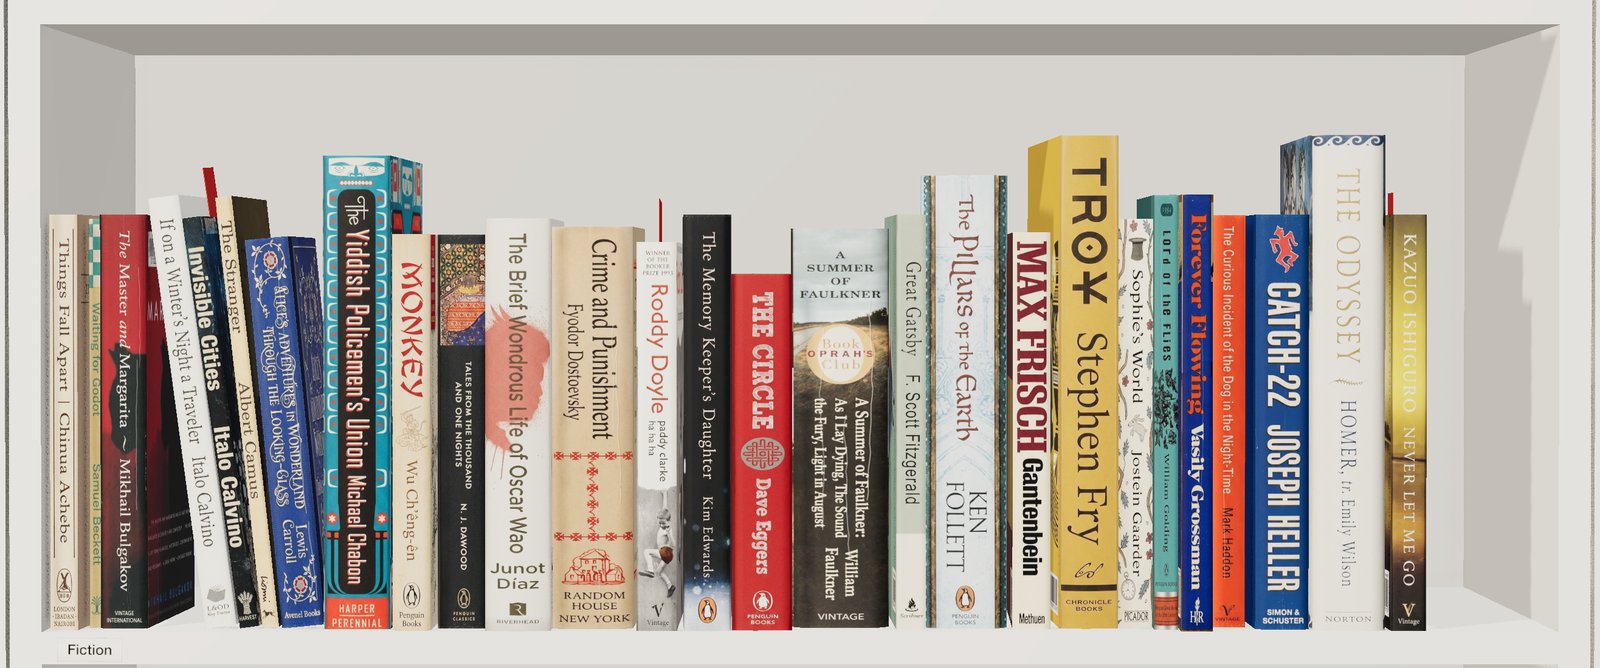 Things Fall Apart | Chinua Achebe
LONDON
IBADAN
NAIROBI
Waiting for Godot Samuel Beckett
The Master and Margarita Mikhail Bulgakov
VINTAGE
INTERNATIONAL
If on a Winter's Night a Traveler Italo Calvino
L&OD
Invisible Cities Italo Calvino
HARVEST
The Stranger Albert Camus
ALICE'S ADVENTURES IN WONDERLAND
THROUGH THE LOOKING GLASS
Lewis
Carroll
Avenel Books
The Yiddish Policemen's Union Michael Chabon
HARPER
PERENNIAL
MONKEY Wu Ch'êng-ên
Penguin
Books
TALES FROM THE THOUSAND
AND ONE NIGHTS
N. J. DAWOOD
PENGUIN
CLASSICS
The Brief Wondrous Life of Oscar Wao
Junot
Díaz
R
RIVERHEAD
Crime and Punishment
Fyodor Dostoevsky
RANDOM
HOUSE
NEW YORK
WINNER
OF THE
BOOKER
PRIZE 1993
Roddy Doyle
paddy clarke
ha ha ha
V
Vintage
The Memory Keeper's Daughter Kim Edwards
PENGUIN
BOOKS
THE CIRCLE Dave Eggers
PENGUIN
BOOKS
A
SUMMER
OF
FAULKNER
Book
OPRAH'S
Club
A Summer of Faulkner:
As I Lay Dying, The Sound
the Fury, Light in August
William
Faulkner
VINTAGE
Great Gatsby F. Scott Fitzgerald
Scribner
The Pillars of the Earth
KEN
FOLLETT
PENGUIN
BOOKS
MAX FRISCH Gantenbein
Methuen
TROY Stephen Fry
CHRONICLE
BOOKS
Sophie's World Jostein Gaarder
PICADOR
Lord of the Flies William Golding
Forever Flowing Vasily Grossman
H&R
The Curious Incident of the Dog in the Night-Time Mark Haddon
VINTAGE
CATCH-22 JOSEPH HELLER
SIMON &
SCHUSTER
THE ODYSSEY HOMER, tr. Emily Wilson
NORTON
KAZUO ISHIGURO NEVER LET ME GO
V
Vintage
Fiction